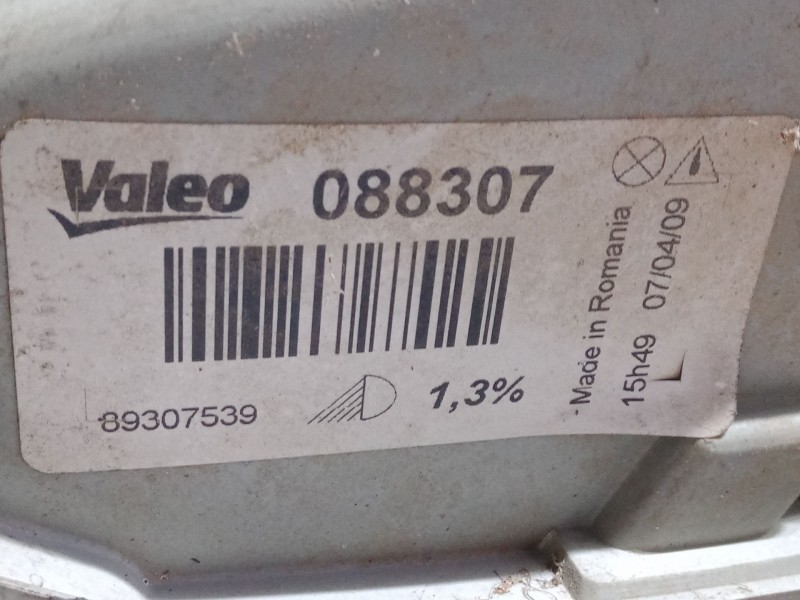 Valeo 088307
89307539
1,3%
Made in Romania
15h49 07/04/09